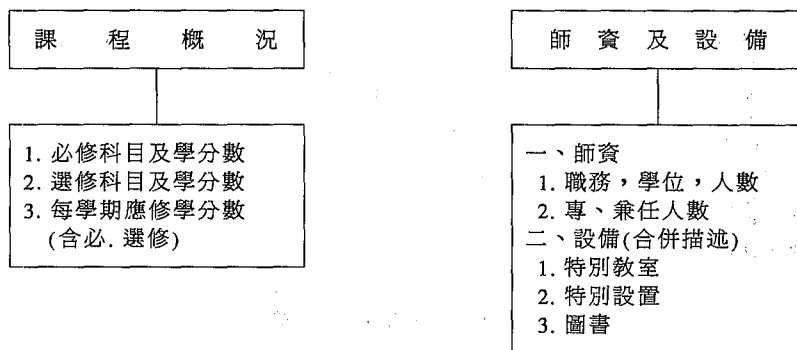 課程概況
1. 必修科目及學分數
2. 選修科目及學分數
3. 每學期應修學分數
(含必. 選修)
師資及設備
一、師資
1. 職務，學位，人數
2. 專、兼任人數
二、設備(合併描述)
1. 特別教室
2. 特別設置
3. 圖書